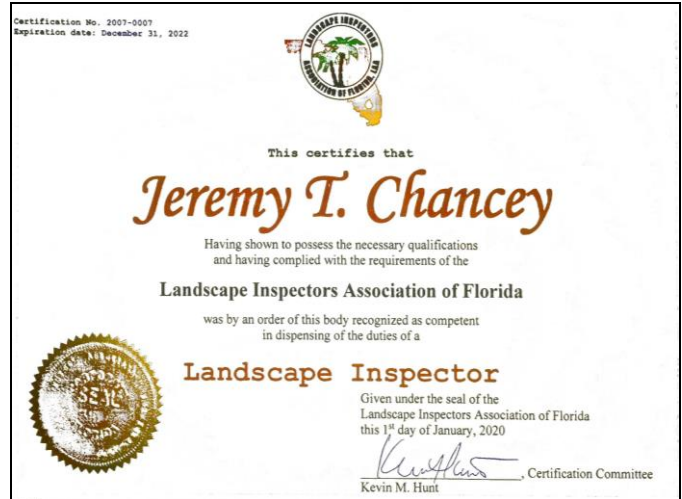 Certification No. 2007-0007
Expiration date: December 31, 2022
LANDSCAPE INSPECTORS
ASSOCIATION OF FLORIDA,
This certifies that
Jeremy T. Chancey
Having shown to possess the necessary qualifications
and having complied with the requirements of the
Landscape Inspectors Association of Florida
was by an order of this body recognized as competent
in dispensing of the duties of a
Landscape Inspector
SEAL
Given under the seal of the
Landscape Inspectors Association of Florida
this 1st day of January, 2020
, Certification Committee
Kevin M. Hunt